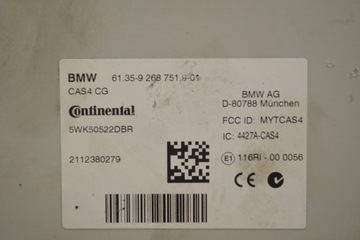 BMW 61.35-9 268 751.9-01
CAS4 CG
Continental
5WK50522DBR
2112380279
BMW AG
D-80788 München
FCC ID: MYTCAS4
IC: 4427A-CAS4
E1 116RI-00 0056